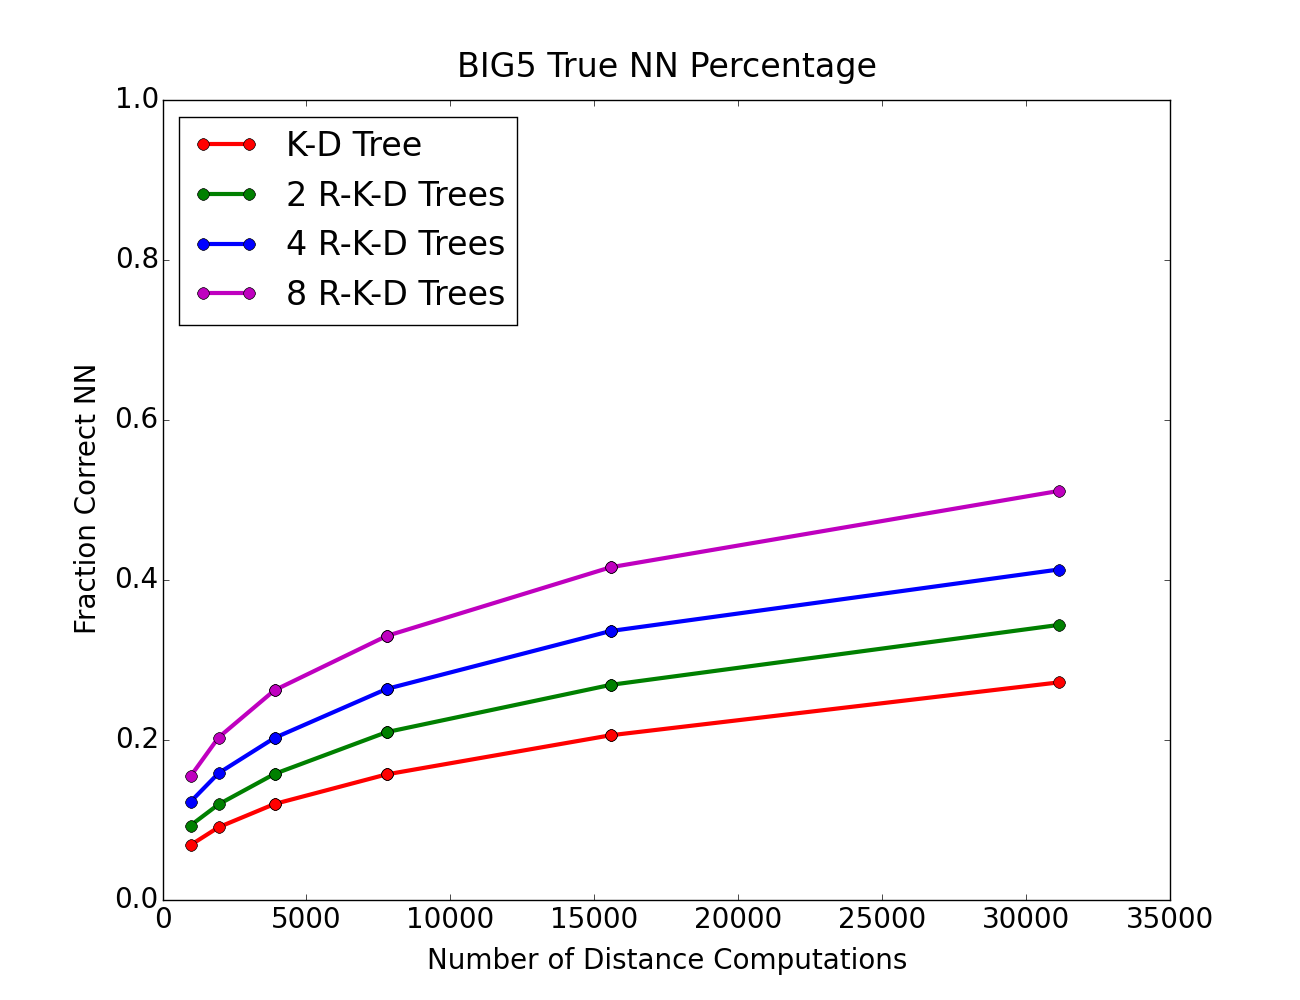 BIG5 True NN Percentage
1.0
0.8
0.6
0.4
0.2
0.0
Fraction Correct NN
K-D Tree
2 R-K-D Trees
4 R-K-D Trees
8 R-K-D Trees
0 5000 10000 15000 20000 25000 30000 35000
Number of Distance Computations